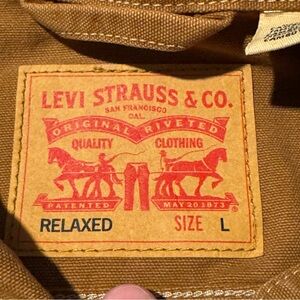 LEVI STRAUSS & CO.
SAN FRANCISCO
CAL.
ORIGINAL RIVETED
QUALITY CLOTHING
PATENTED MAY 20 1873
RELAXED SIZE L